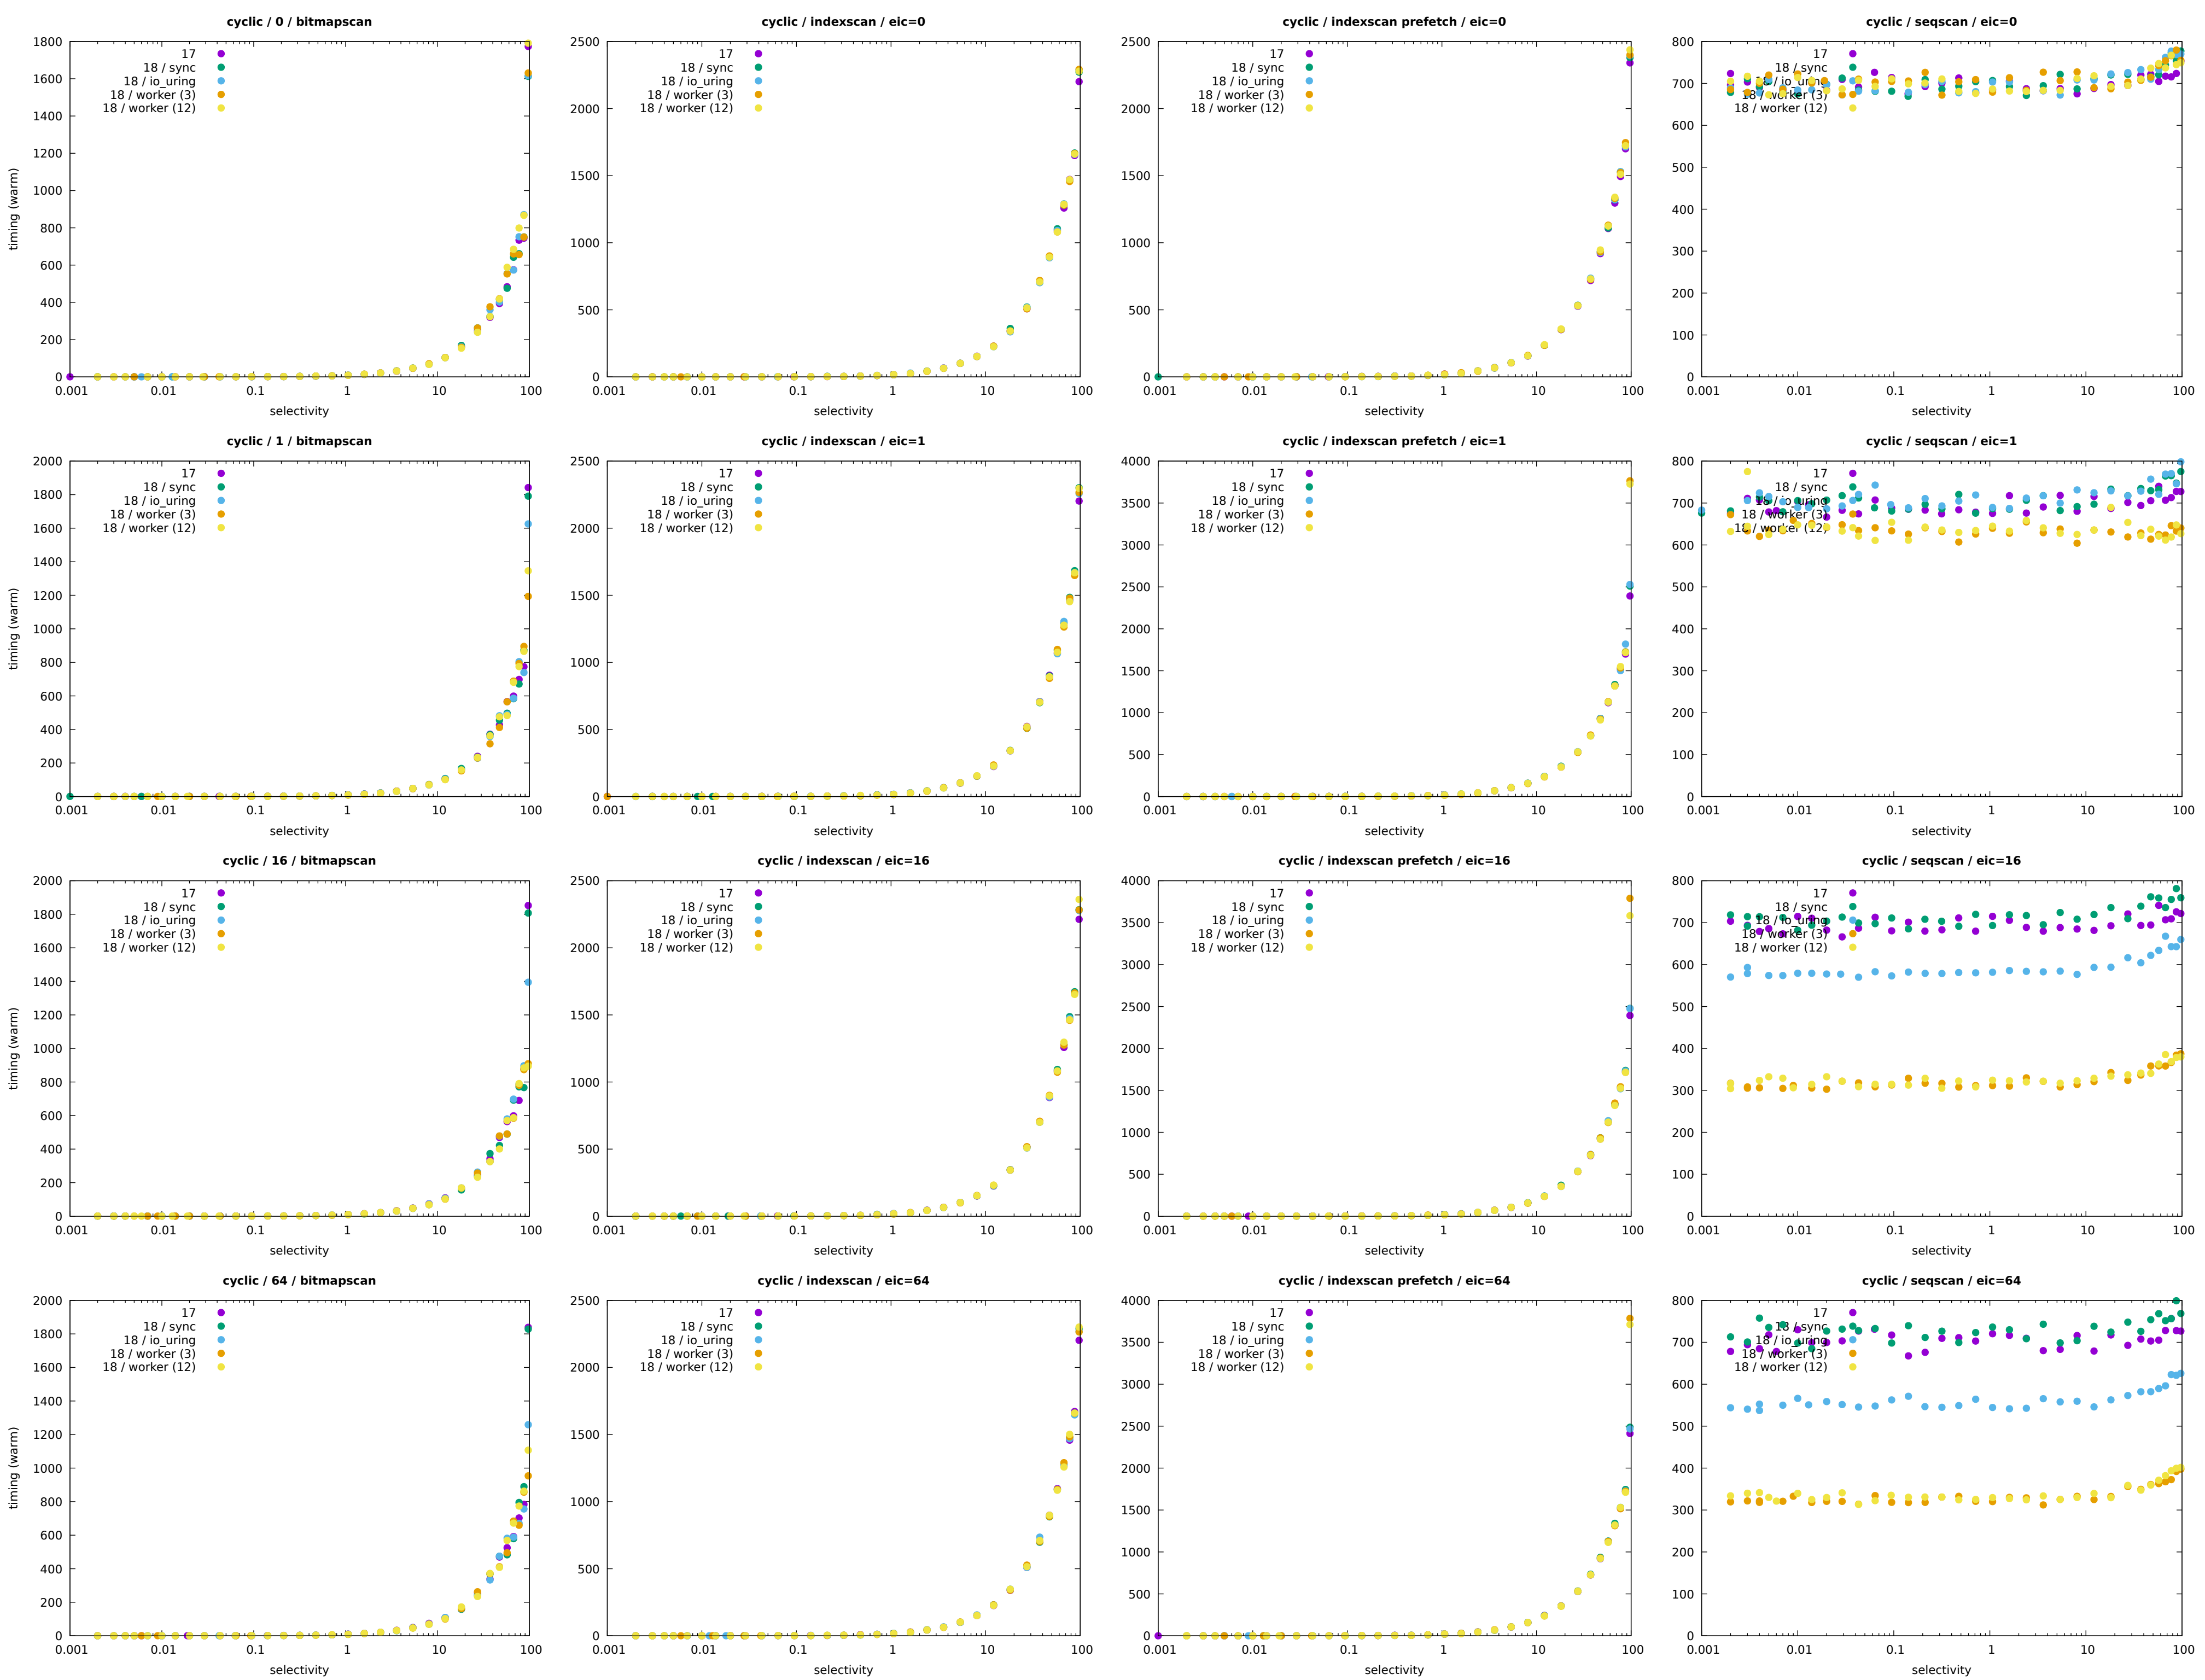 cyclic / 0 / bitmapscan
timing (warm)
1800
1600
1400
1200
1000
800
600
400
200
0
17
18 / sync
18 / io_uring
18 / worker (3)
18 / worker (12)
0.001 0.01 0.1 1 10 100
selectivity
cyclic / indexscan / eic=0
2500
2000
1500
1000
500
0
17
18 / sync
18 / io_uring
18 / worker (3)
18 / worker (12)
0.001 0.01 0.1 1 10 100
selectivity
cyclic / indexscan prefetch / eic=0
2500
2000
1500
1000
500
0
17
18 / sync
18 / io_uring
18 / worker (3)
18 / worker (12)
0.001 0.01 0.1 1 10 100
selectivity
cyclic / seqscan / eic=0
800
700
600
500
400
300
200
100
0
17
18 / sync
18 / io_uring
18 / worker (3)
18 / worker (12)
0.001 0.01 0.1 1 10 100
selectivity
cyclic / 1 / bitmapscan
timing (warm)
2000
1800
1600
1400
1200
1000
800
600
400
200
0
17
18 / sync
18 / io_uring
18 / worker (3)
18 / worker (12)
0.001 0.01 0.1 1 10 100
selectivity
cyclic / indexscan / eic=1
2500
2000
1500
1000
500
0
17
18 / sync
18 / io_uring
18 / worker (3)
18 / worker (12)
0.001 0.01 0.1 1 10 100
selectivity
cyclic / indexscan prefetch / eic=1
4000
3500
3000
2500
2000
1500
1000
500
0
17
18 / sync
18 / io_uring
18 / worker (3)
18 / worker (12)
0.001 0.01 0.1 1 10 100
selectivity
cyclic / seqscan / eic=1
800
700
600
500
400
300
200
100
0
17
18 / sync
18 / io_uring
18 / worker (3)
18 / worker (12)
0.001 0.01 0.1 1 10 100
selectivity
cyclic / 16 / bitmapscan
timing (warm)
2000
1800
1600
1400
1200
1000
800
600
400
200
0
17
18 / sync
18 / io_uring
18 / worker (3)
18 / worker (12)
0.001 0.01 0.1 1 10 100
selectivity
cyclic / indexscan / eic=16
2500
2000
1500
1000
500
0
17
18 / sync
18 / io_uring
18 / worker (3)
18 / worker (12)
0.001 0.01 0.1 1 10 100
selectivity
cyclic / indexscan prefetch / eic=16
4000
3500
3000
2500
2000
1500
1000
500
0
17
18 / sync
18 / io_uring
18 / worker (3)
18 / worker (12)
0.001 0.01 0.1 1 10 100
selectivity
cyclic / seqscan / eic=16
800
700
600
500
400
300
200
100
0
17
18 / sync
18 / io_uring
18 / worker (3)
18 / worker (12)
0.001 0.01 0.1 1 10 100
selectivity
cyclic / 64 / bitmapscan
timing (warm)
2000
1800
1600
1400
1200
1000
800
600
400
200
0
17
18 / sync
18 / io_uring
18 / worker (3)
18 / worker (12)
0.001 0.01 0.1 1 10 100
selectivity
cyclic / indexscan / eic=64
2500
2000
1500
1000
500
0
17
18 / sync
18 / io_uring
18 / worker (3)
18 / worker (12)
0.001 0.01 0.1 1 10 100
selectivity
cyclic / indexscan prefetch / eic=64
4000
3500
3000
2500
2000
1500
1000
500
0
17
18 / sync
18 / io_uring
18 / worker (3)
18 / worker (12)
0.001 0.01 0.1 1 10 100
selectivity
cyclic / seqscan / eic=64
800
700
600
500
400
300
200
100
0
17
18 / sync
18 / io_uring
18 / worker (3)
18 / worker (12)
0.001 0.01 0.1 1 10 100
selectivity